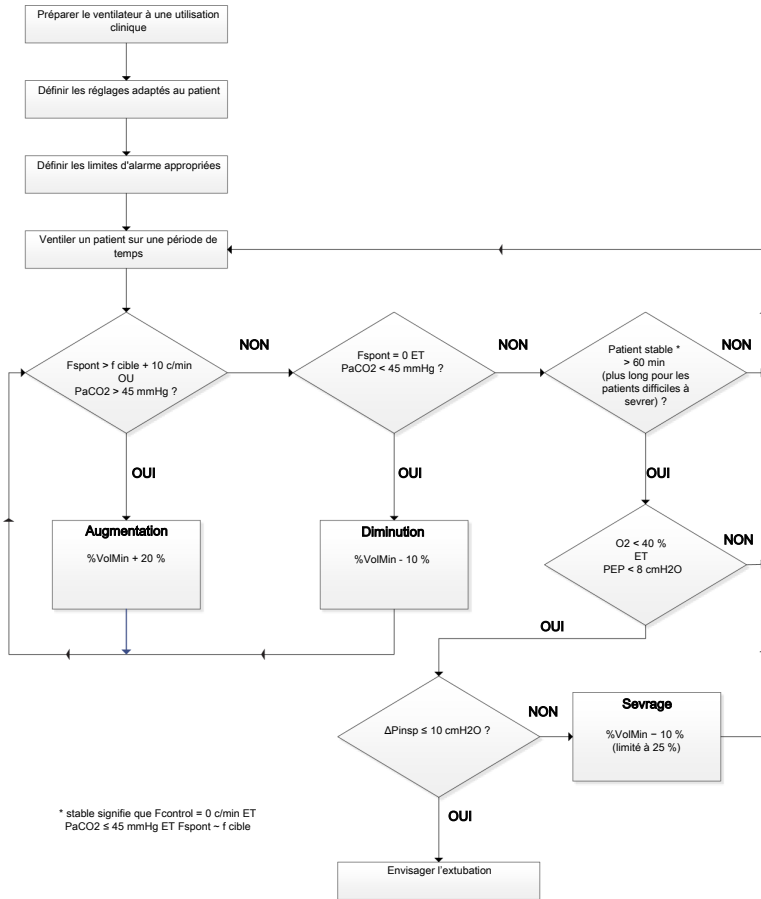 Préparer le ventilateur à une utilisation
clinique
Définir les réglages adaptés au patient
Définir les limites d'alarme appropriées
Ventiler un patient sur une période de
temps
Fspont > f cible + 10 c/min
OU
PaCO2 > 45 mmHg ?
NON
Fspont = 0 ET
PaCO2 < 45 mmHg ?
NON
Patient stable *
> 60 min
(plus long pour les
patients difficiles à
sevrer) ?
NON
OUI
OUI
OUI
Augmentation
%VolMin + 20 %
Diminution
%VolMin - 10 %
O2 < 40 %
ET
PEP < 8 cmH2O
NON
OUI
ΔPinsp ≤ 10 cmH2O ?
NON
Sevrage
%VolMin − 10 %
(limité à 25 %)
OUI
* stable signifie que Fcontrol = 0 c/min ET
PaCO2 ≤ 45 mmHg ET Fspont ~ f cible
Envisager l'extubation